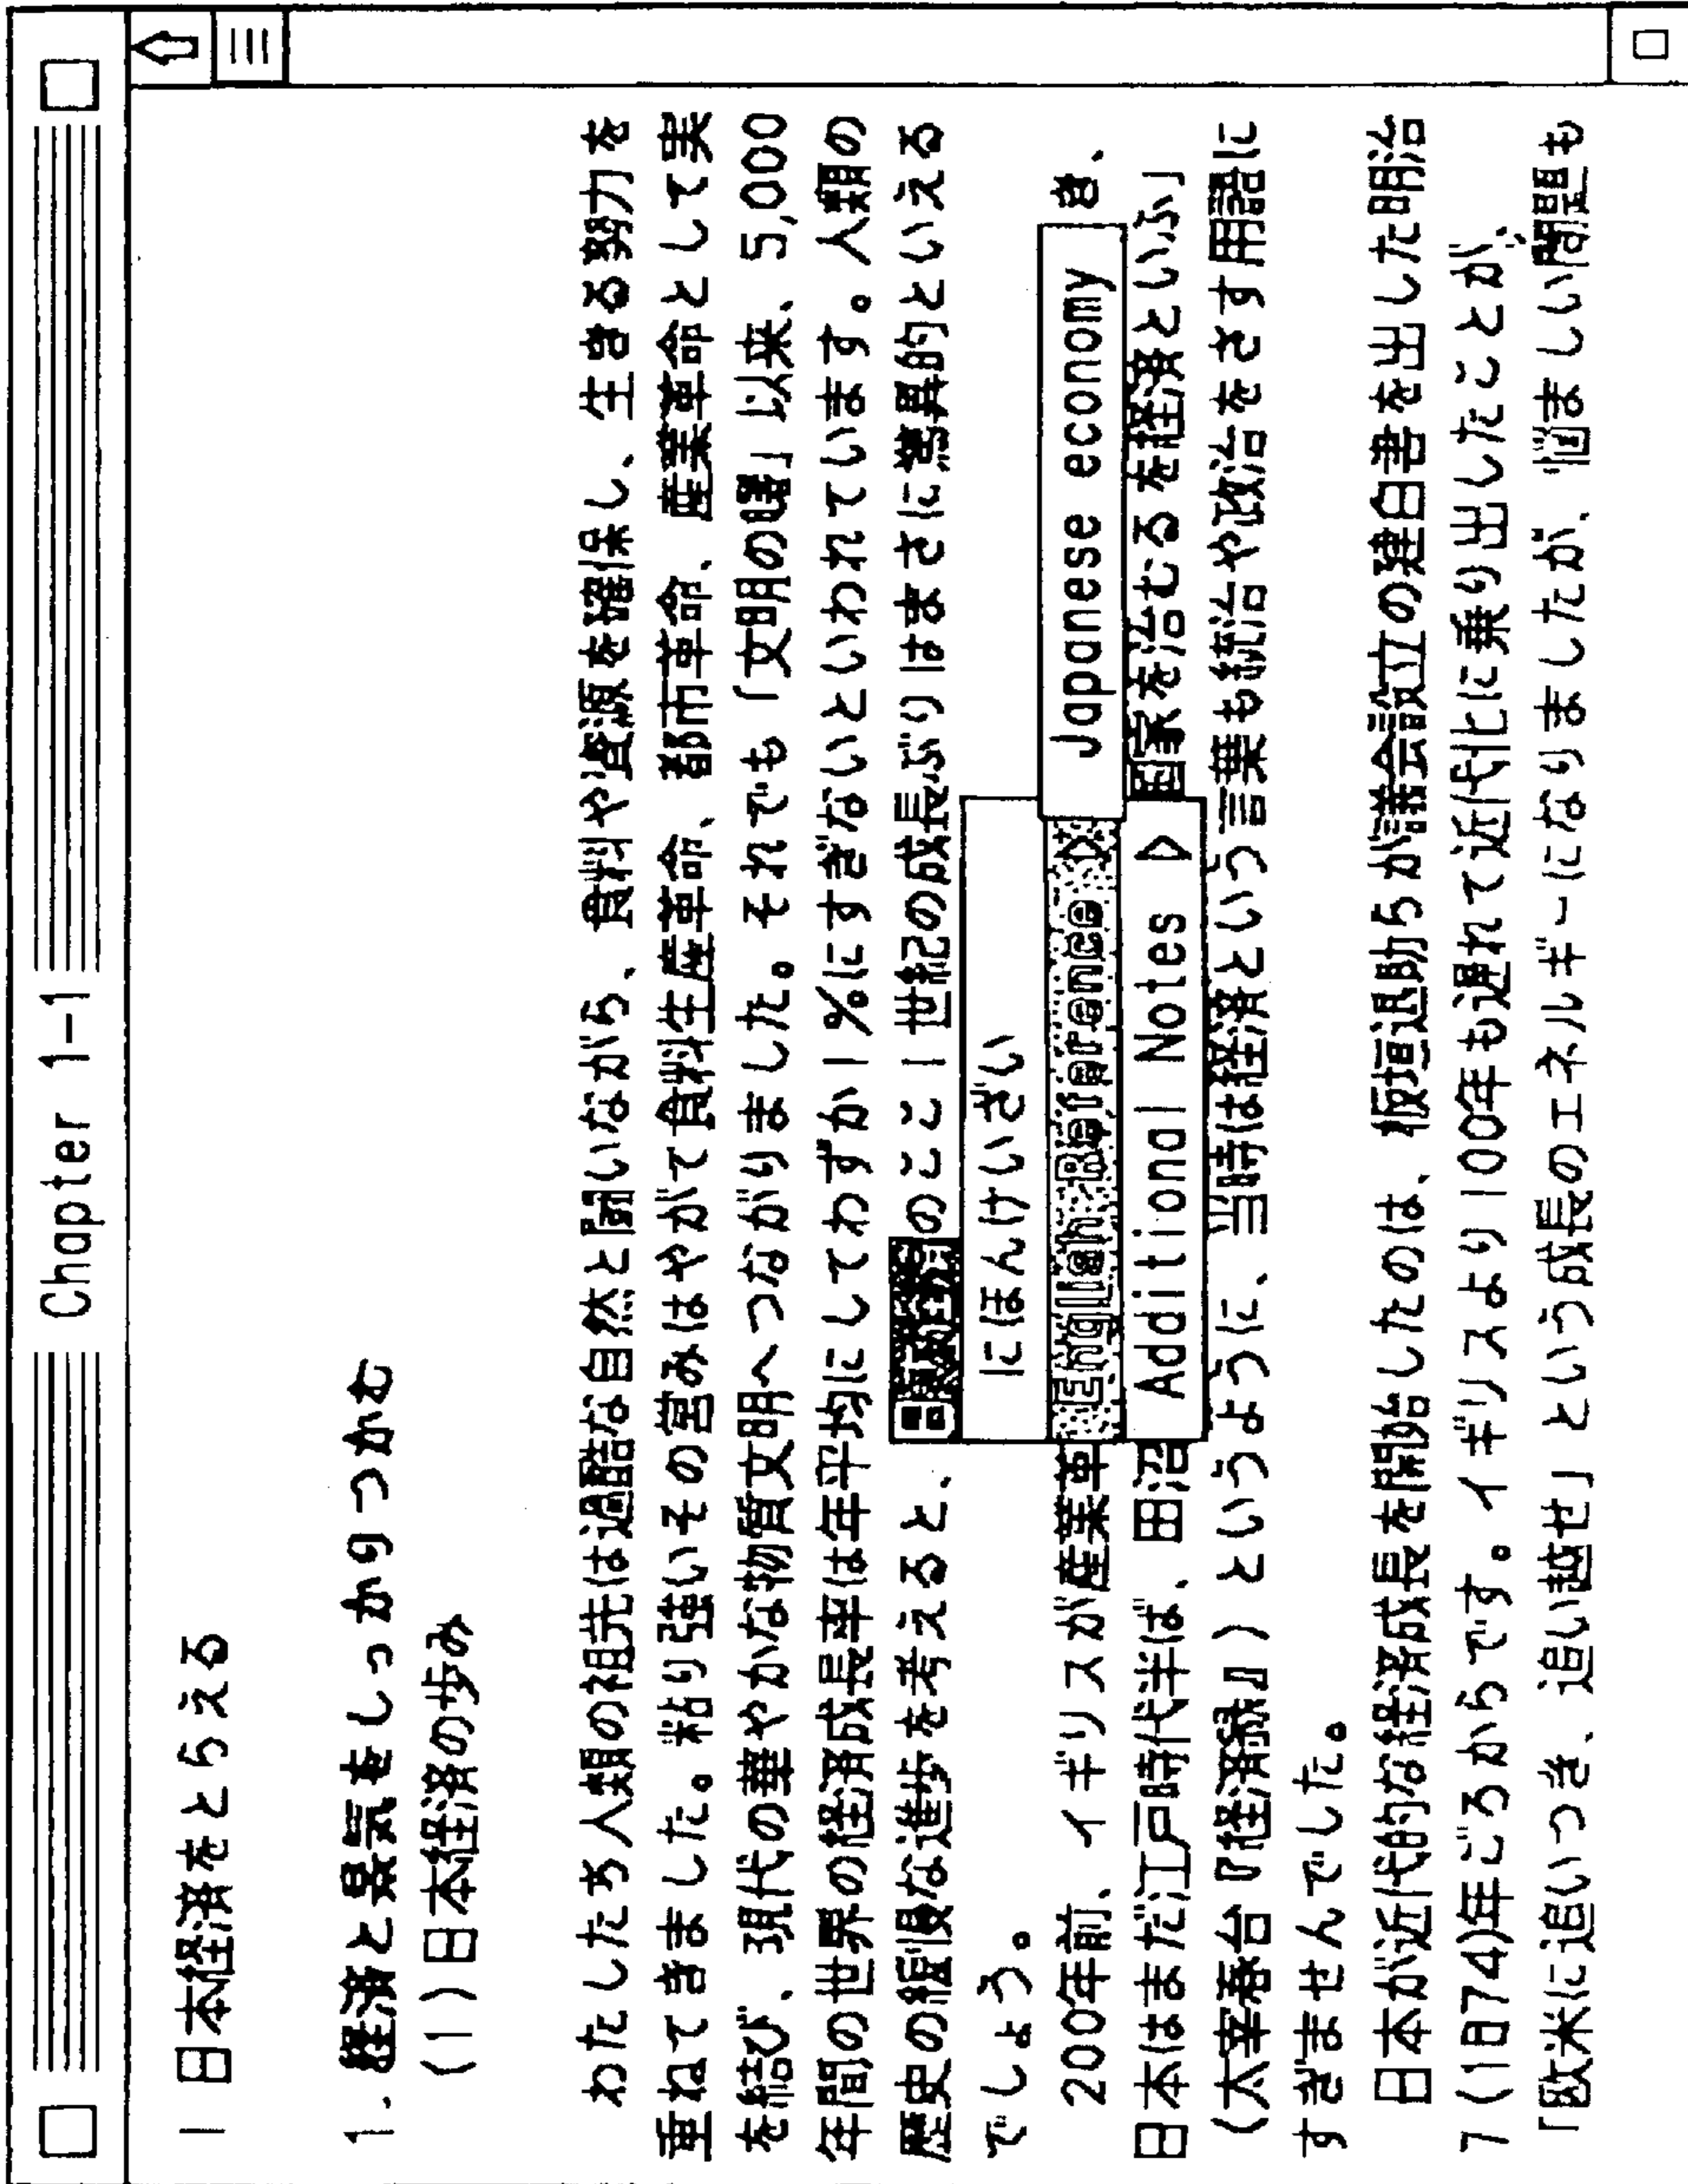 Chapter 1-1
I 日本経済をとらえる
1. 経済と景気をしっかりつかむ
(1)日本経済の歩み
わたしたち人類の祖先は過酷な自然と闘いながら、食料や資源を確保し、生きる努力を
重ねてきました。粘り強いその営みはやがて食料生産革命、都市革命、産業革命として実
を結び、現代の華やかな物質文明へつながりました。それでも「文明の曙」以来、5,000
年間の世界の経済成長率は年平均にしてわずか1%にすぎないといわれています。人類の
歴史の緩慢な進歩を考えると、日本経済のここ1世紀の成長ぶりはまさに驚異的といえる
でしょう。
にほんけいざい
200年前、イギリスが産業革 English Reference ▷ Japanese economy き、
日本はまだ江戸時代半ば、田沼 Additional Notes ▷ 国家を治むるを経済といふ」
(太宰春台『経済録』)というように、当時は経済という言葉も統治や政治をさす用語に
すぎませんでした。
日本が近代的な経済成長を開始したのは、板垣退助らが議会設立の建白書を出した明治
7(1874)年ごろからです。イギリスより100年も遅れて近代化に乗り出したことが、
「欧米に追いつき、追い越せ」という成長のエネルギーになりましたが、悩ましい問題も